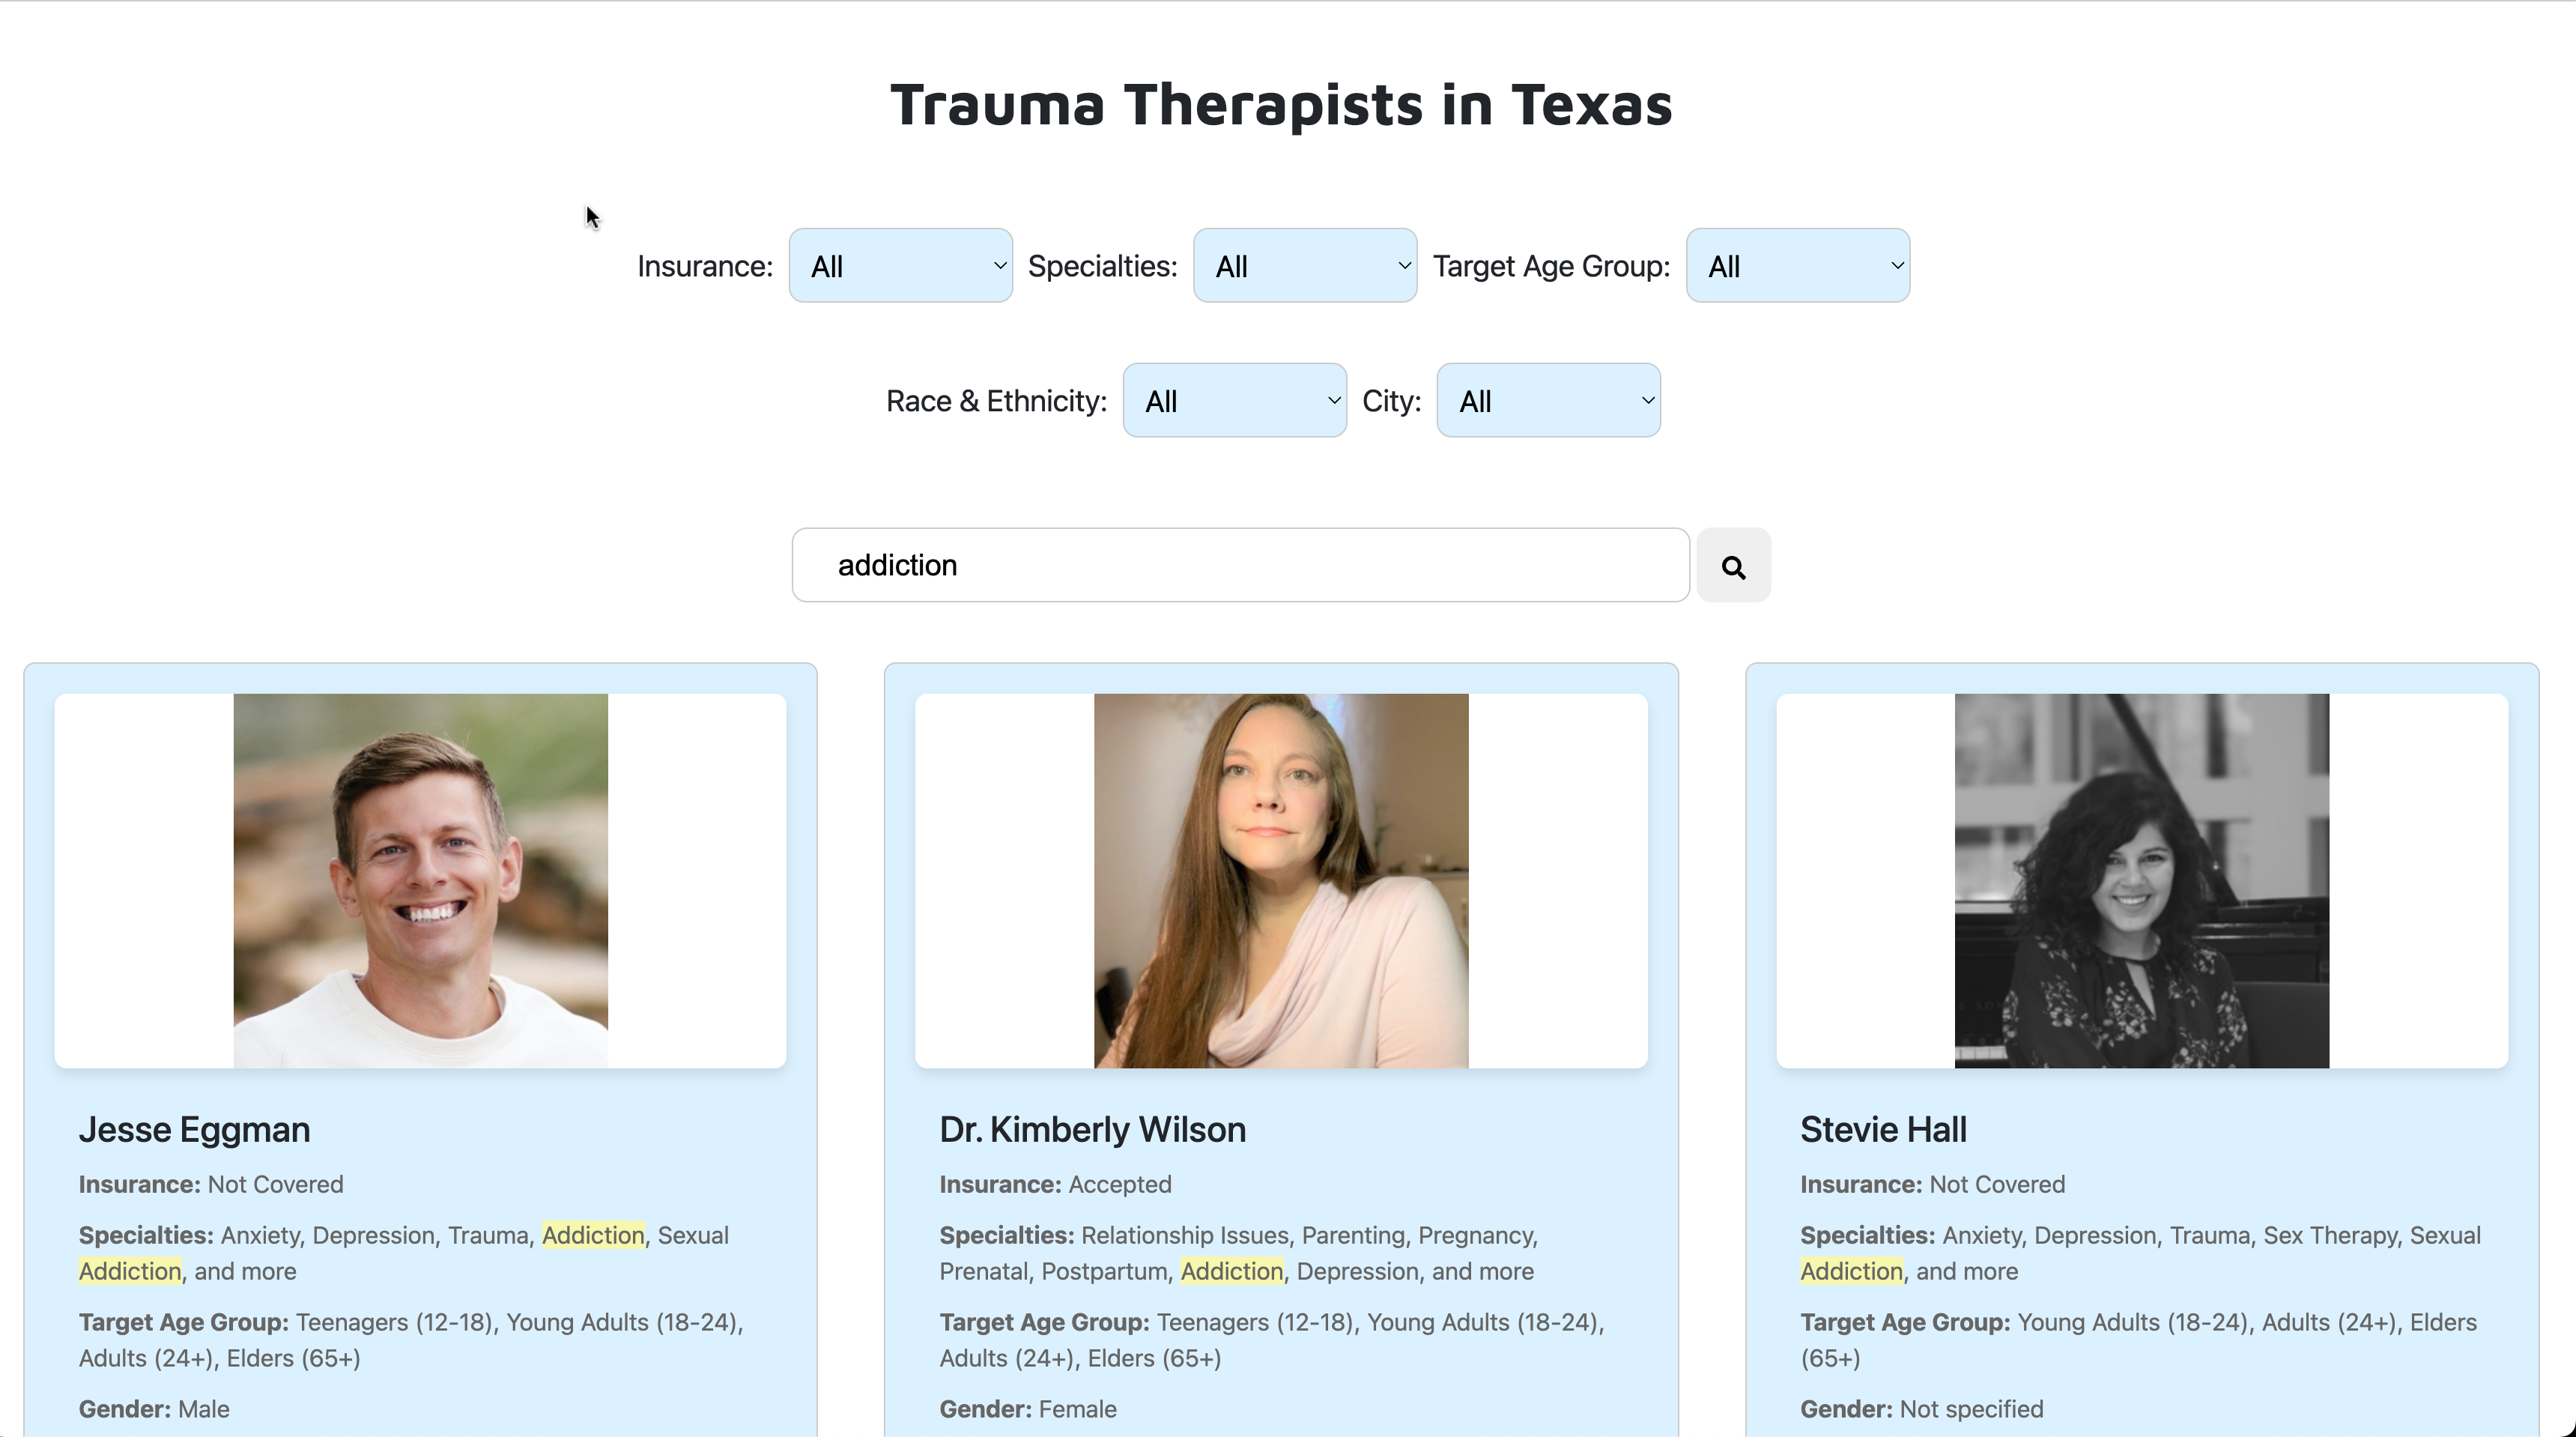 Trauma Therapists in Texas
Insurance: All Specialties: All Target Age Group: All
Race & Ethnicity: All City: All
addiction
Jesse Eggman
Insurance: Not Covered
Specialties: Anxiety, Depression, Trauma, Addiction, Sexual
Addiction, and more
Target Age Group: Teenagers (12-18), Young Adults (18-24),
Adults (24+), Elders (65+)
Gender: Male
Dr. Kimberly Wilson
Insurance: Accepted
Specialties: Relationship Issues, Parenting, Pregnancy,
Prenatal, Postpartum, Addiction, Depression, and more
Target Age Group: Teenagers (12-18), Young Adults (18-24),
Adults (24+), Elders (65+)
Gender: Female
Stevie Hall
Insurance: Not Covered
Specialties: Anxiety, Depression, Trauma, Sex Therapy, Sexual
Addiction, and more
Target Age Group: Young Adults (18-24), Adults (24+), Elders
(65+)
Gender: Not specified